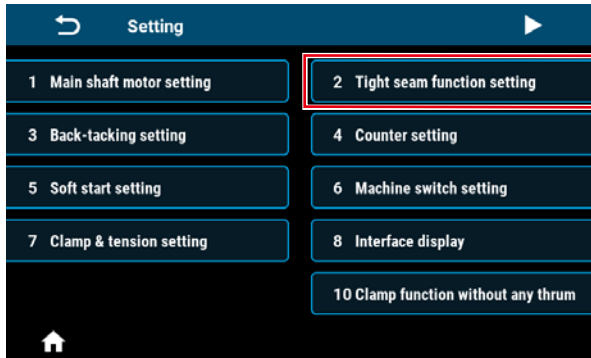 Setting
1 Main shaft motor setting
2 Tight seam function setting
3 Back-tacking setting
4 Counter setting
5 Soft start setting
6 Machine switch setting
7 Clamp & tension setting
8 Interface display
10 Clamp function without any thrum